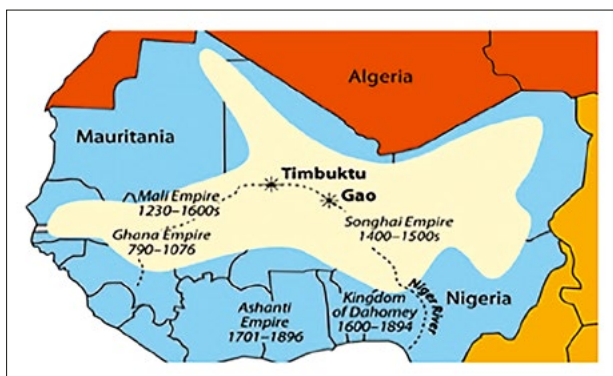 Algeria
Mauritania
Timbuktu
Gao
Mali Empire
1230–1600s
Ghana Empire
790–1076
Songhai Empire
1400–1500s
Ashanti
Empire
1701–1896
Kingdom
of Dahomey
1600–1894
Niger River
Nigeria